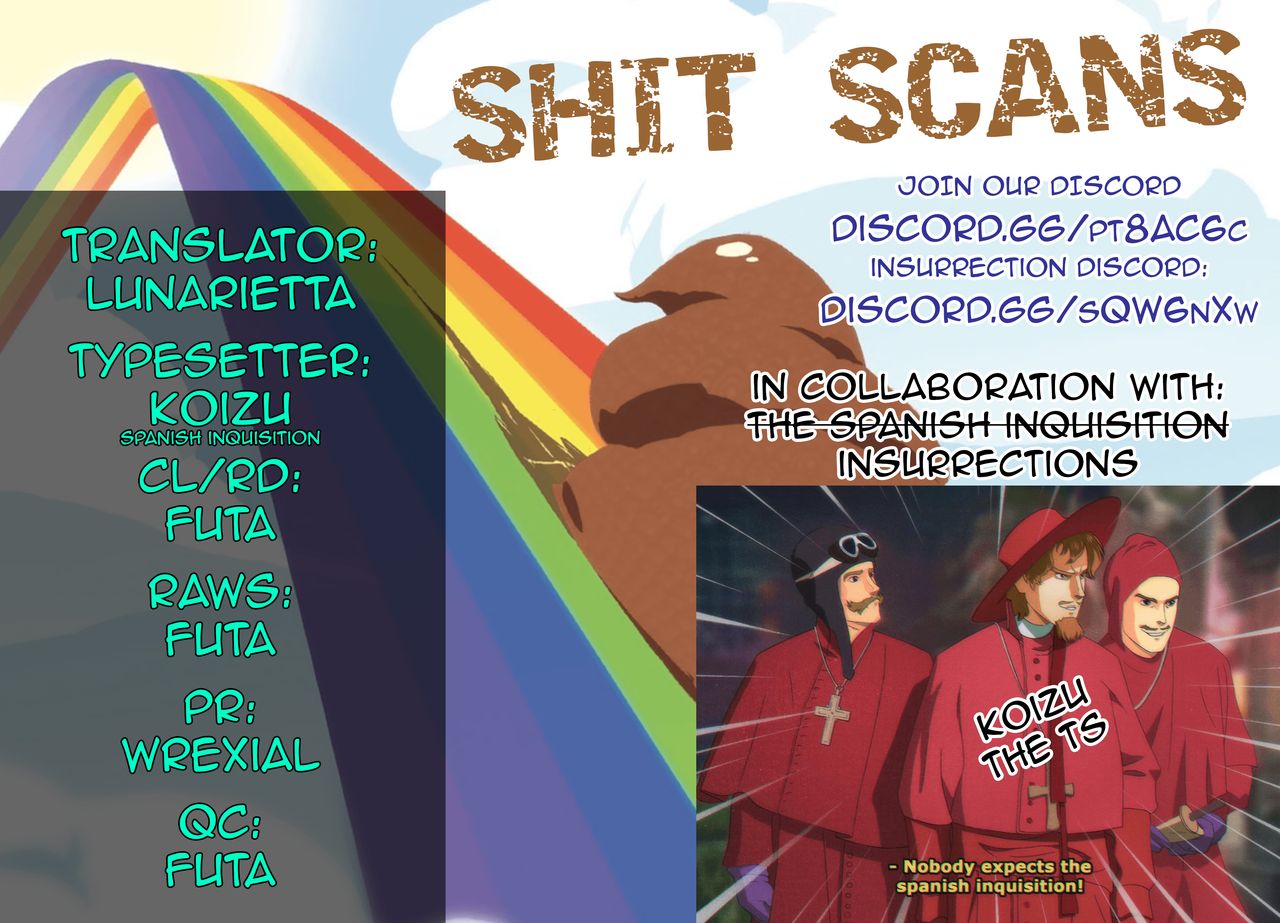 SHIT SCANS
JOIN OUR DISCORD
DISCORD.GG/PT8AC6C
INSURRECTION DISCORD:
DISCORD.GG/SQW6NXW
IN COLLABORATION WITH:
THE SPANISH INQUISITION
INSURRECTIONS
TRANSLATOR:
LUNARIETTA
TYPESETTER:
KOIZU
SPANISH INQUISITION
CL/RD:
FUTA
RAWS:
FUTA
PR:
WREXIAL
QC:
FUTA
KOIZU
THE TS
- Nobody expects the
spanish inquisition!